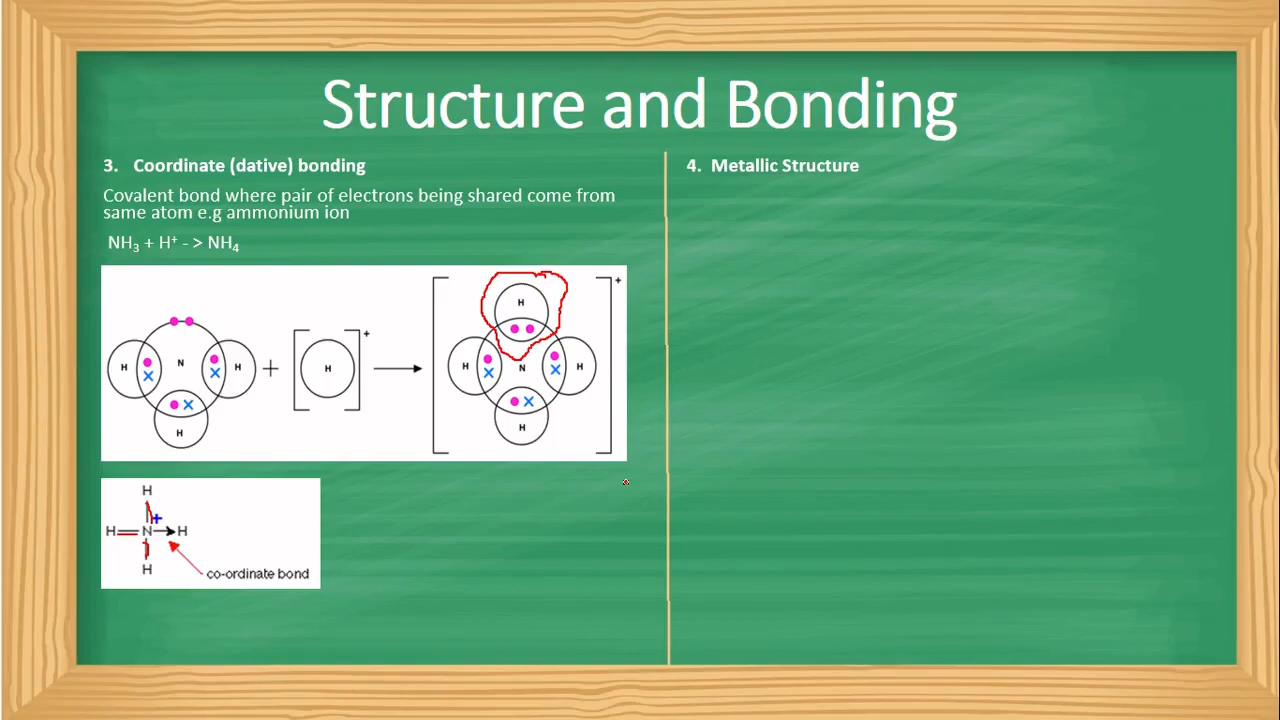 Structure and Bonding
3. Coordinate (dative) bonding
Covalent bond where pair of electrons being shared come from
same atom e.g ammonium ion
NH₃ + H⁺ - > NH₄
H N H + H + → H H N H +
H
H
H
H N + H
H
co-ordinate bond
4. Metallic Structure